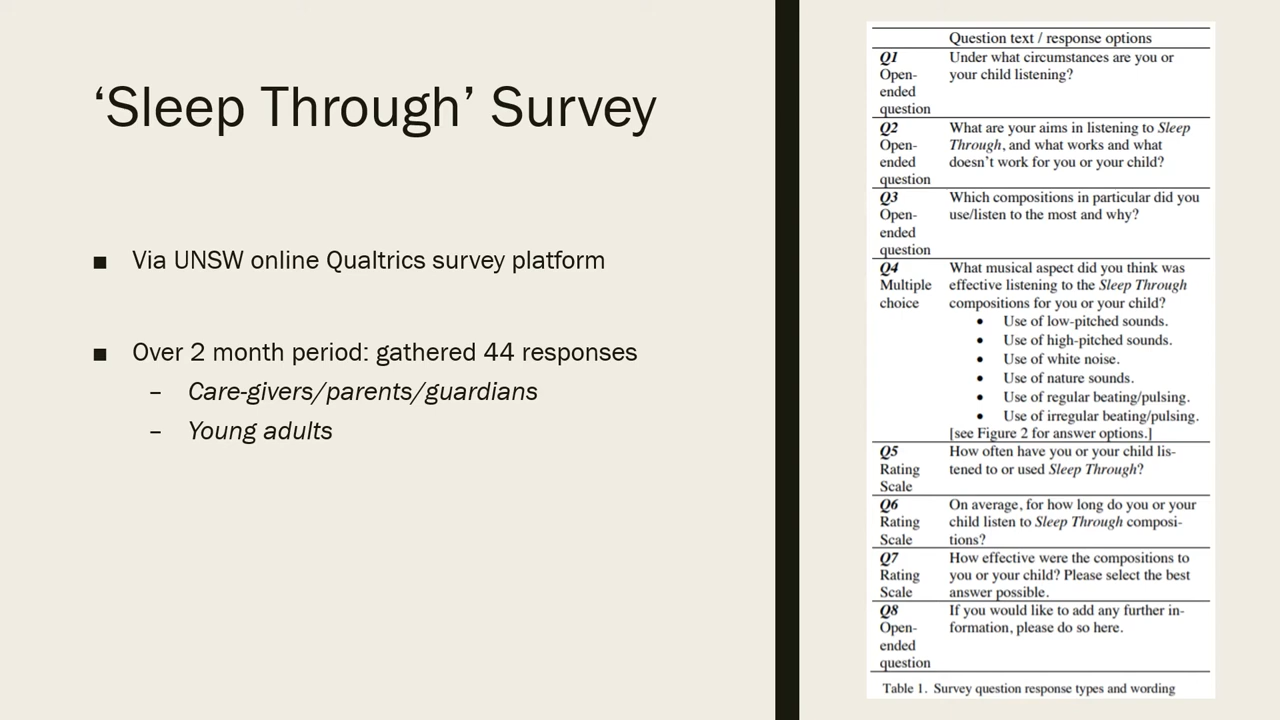 ‘Sleep Through’ Survey
■ Via UNSW online Qualtrics survey platform
■ Over 2 month period: gathered 44 responses
– Care-givers/parents/guardians
– Young adults
Question text / response options
Q1 Under what circumstances are you or
Open- your child listening?
ended
question
Q2 What are your aims in listening to Sleep
Open- Through, and what works and what
ended doesn’t work for you or your child?
question
Q3 Which compositions in particular did you
Open- use/listen to the most and why?
ended
question
Q4 What musical aspect did you think was
Multiple effective listening to the Sleep Through
choice compositions for you or your child?
• Use of low-pitched sounds.
• Use of high-pitched sounds.
• Use of white noise.
• Use of nature sounds.
• Use of regular beating/pulsing.
• Use of irregular beating/pulsing.
[see Figure 2 for answer options.]
Q5 How often have you or your child lis-
Rating tened to or used Sleep Through?
Scale
Q6 On average, for how long do you or your
Rating child listen to Sleep Through composi-
Scale tions?
Q7 How effective were the compositions to
Rating you or your child? Please select the best
Scale answer possible.
Q8 If you would like to add any further in-
Open- formation, please do so here.
ended
question
Table 1. Survey question response types and wording